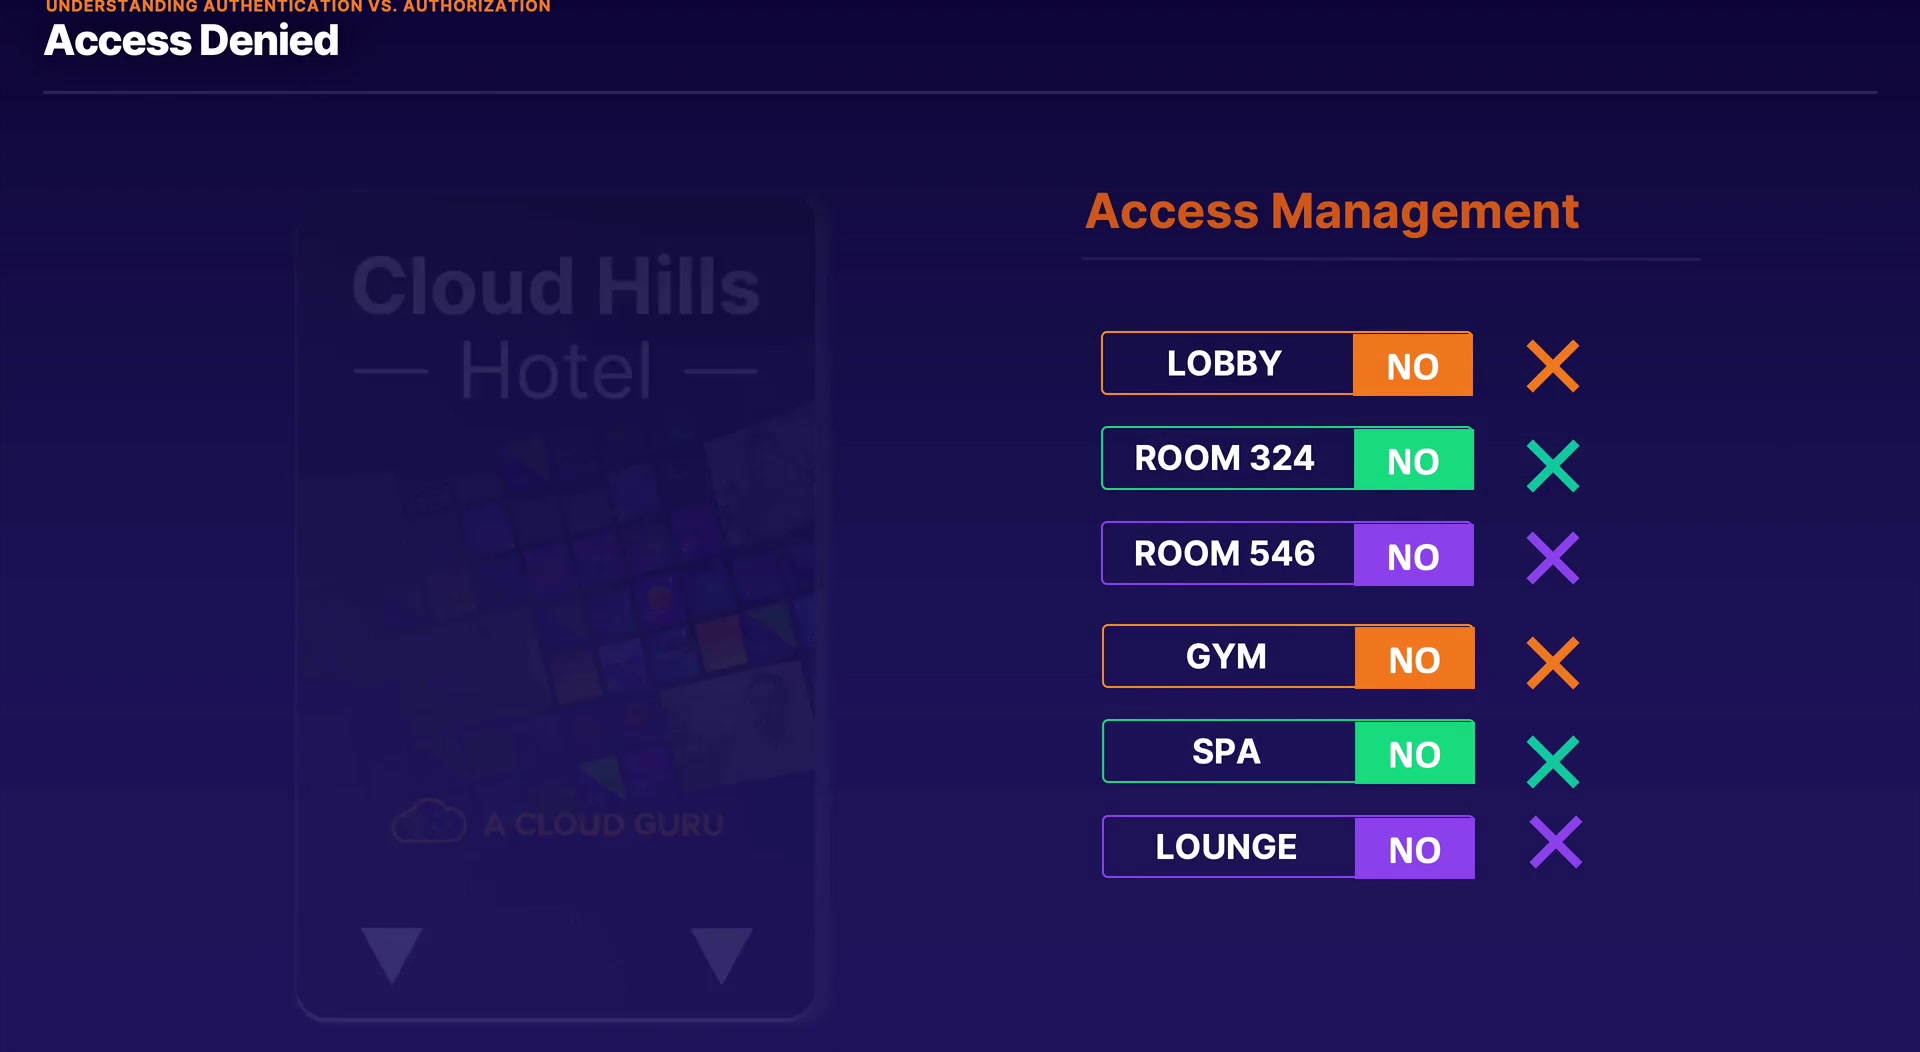 UNDERSTANDING AUTHENTICATION VS. AUTHORIZATION
Access Denied
Cloud Hills
Hotel
A CLOUD GURU
Access Management
LOBBY NO
ROOM 324 NO
ROOM 546 NO
GYM NO
SPA NO
LOUNGE NO